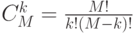 $C_M^k = \frac{M!}{k!(M-k)!}$